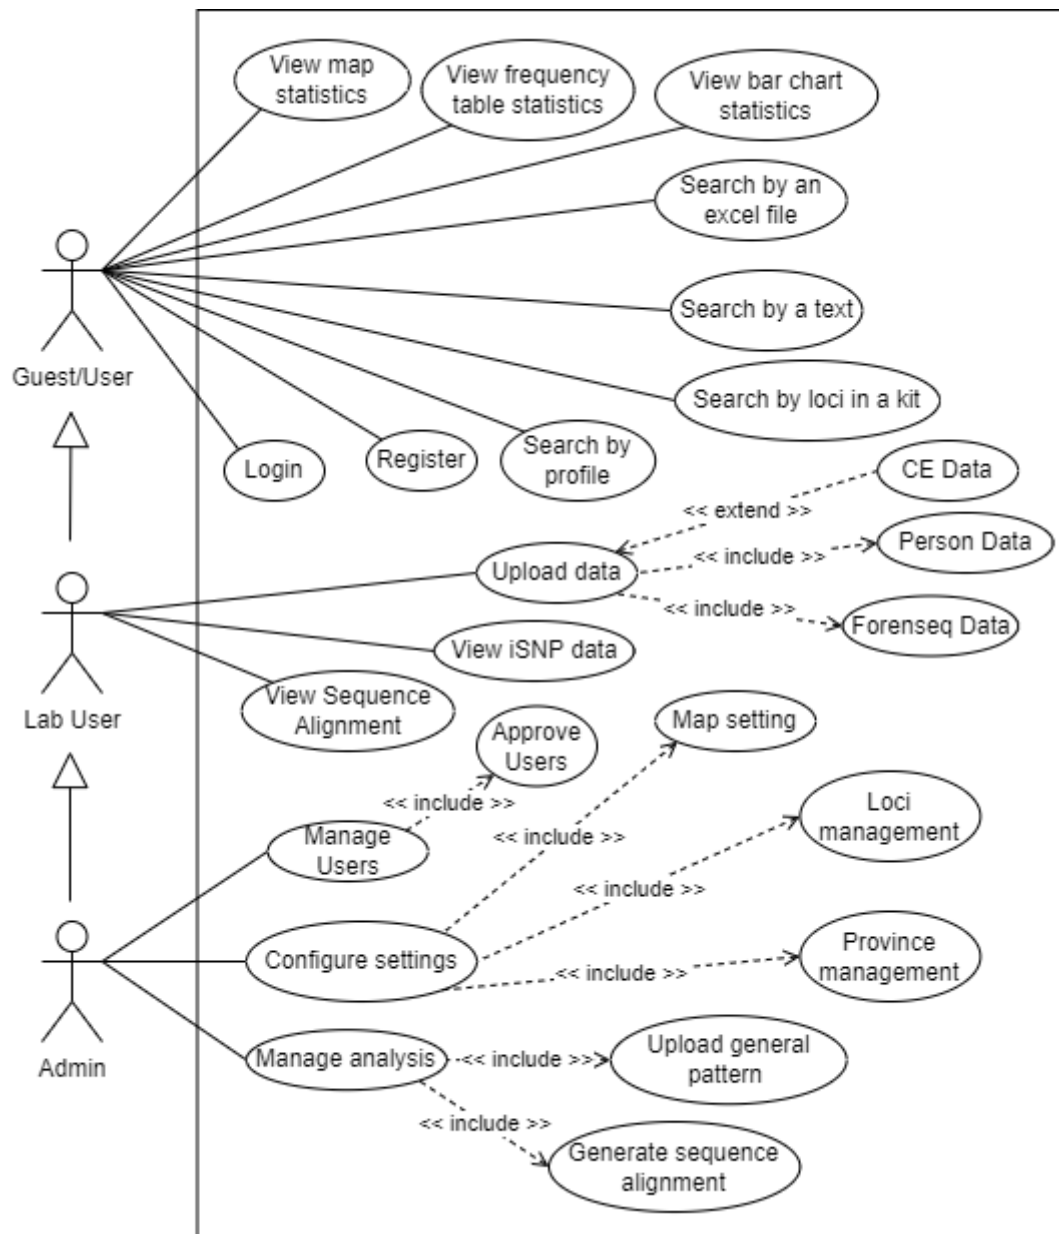 View map
statistics
View frequency
table statistics
View bar chart
statistics
Search by an
excel file
Search by a text
Guest/User
Search by loci in a kit
Login
Register
Search by
profile
CE Data
<< extend >>
Person Data
<< include >>
Upload data
<< include >>
Forenseq Data
View iSNP data
View Sequence
Alignment
Lab User
Approve
Users
Map setting
<< include >>
Manage
Users
<< include >>
Loci
management
<< include >>
Configure settings
<< include >>
Province
management
Manage analysis
<< include >>
Upload general
pattern
Admin
<< include >>
Generate sequence
alignment